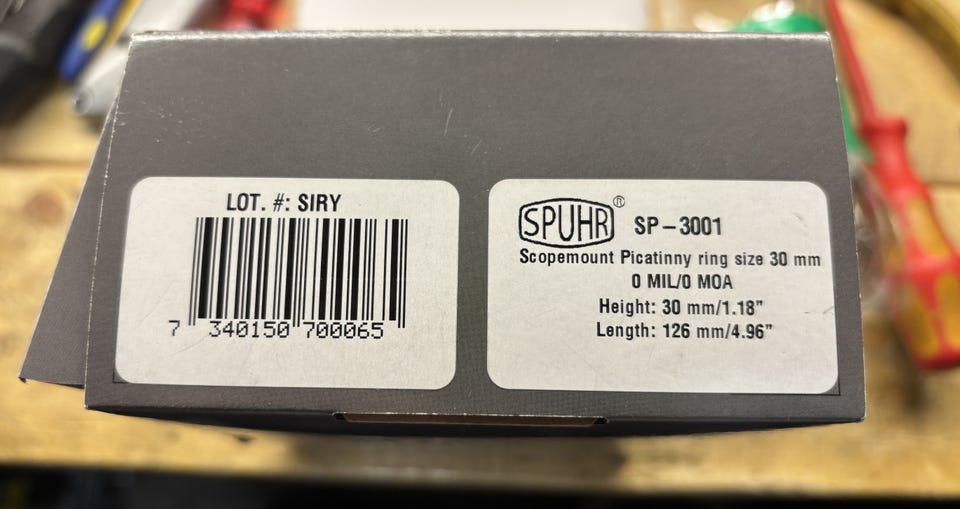 LOT. #: SIRY
7 340150 700065
SPUHR® SP-3001
Scopemount Picatinny ring size 30 mm
0 MIL/0 MOA
Height: 30 mm/1.18"
Length: 126 mm/4.96"